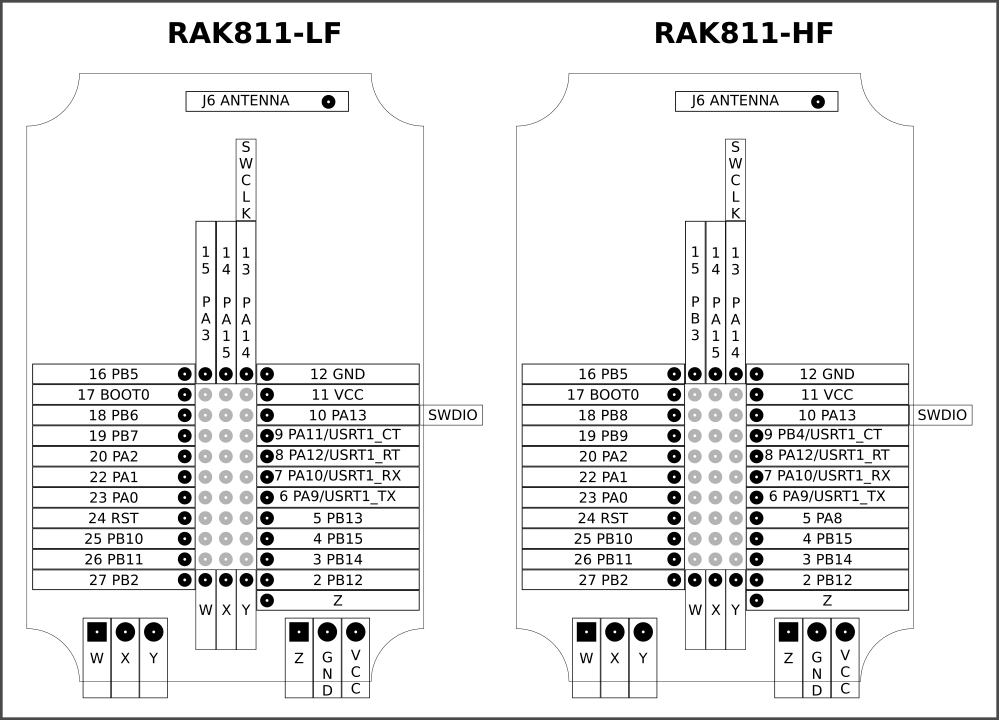 RAK811-LF
J6 ANTENNA
SWCLK
15 PA3
14 PA15
13 PA14
16 PB5
17 BOOT0
18 PB6
19 PB7
20 PA2
22 PA1
23 PA0
24 RST
25 PB10
26 PB11
27 PB2
12 GND
11 VCC
10 PA13
SWDIO
9 PA11/USRT1_CT
8 PA12/USRT1_RT
7 PA10/USRT1_RX
6 PA9/USRT1_TX
5 PB13
4 PB15
3 PB14
2 PB12
Z
W
X
Y
W
X
Y
Z
GND
VCC
RAK811-HF
J6 ANTENNA
SWCLK
15 PB3
14 PA15
13 PA14
16 PB5
17 BOOT0
18 PB8
19 PB9
20 PA2
22 PA1
23 PA0
24 RST
25 PB10
26 PB11
27 PB2
12 GND
11 VCC
10 PA13
SWDIO
9 PB4/USRT1_CT
8 PA12/USRT1_RT
7 PA10/USRT1_RX
6 PA9/USRT1_TX
5 PA8
4 PB15
3 PB14
2 PB12
Z
W
X
Y
W
X
Y
Z
GND
VCC